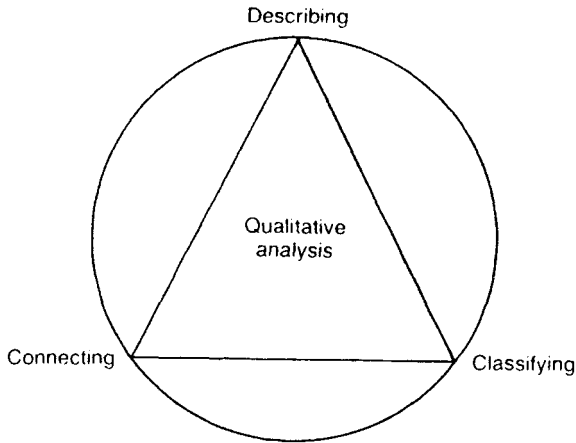 Describing
Qualitative
analysis
Connecting
Classifying